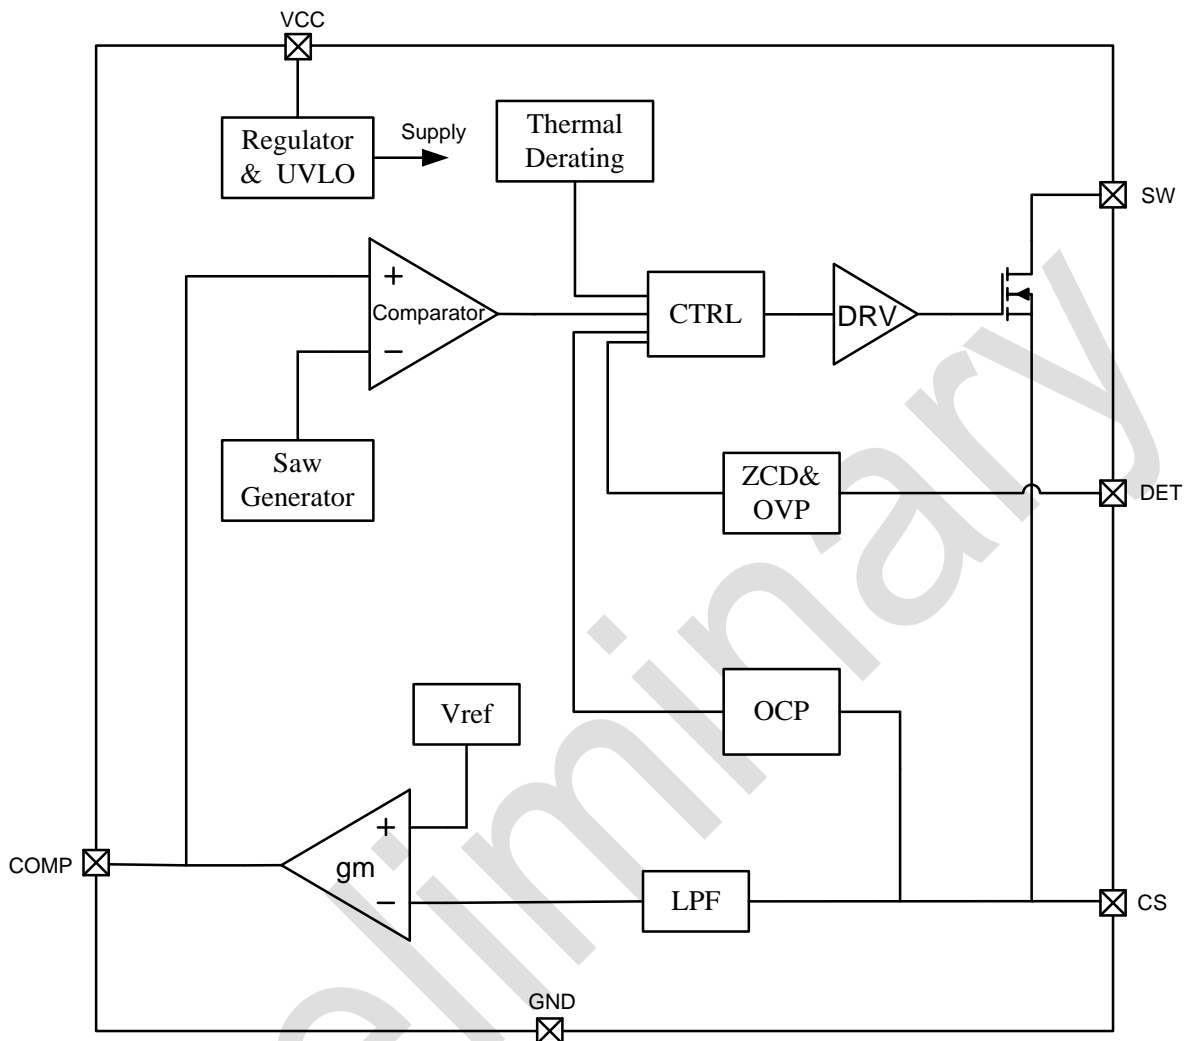 VCC
Regulator
& UVLO
Supply
Thermal
Derating
SW
+
Comparator
−
CTRL
DRV
Saw
Generator
ZCD&
OVP
DET
Vref
OCP
+
gm
−
COMP
LPF
CS
GND
eliminary